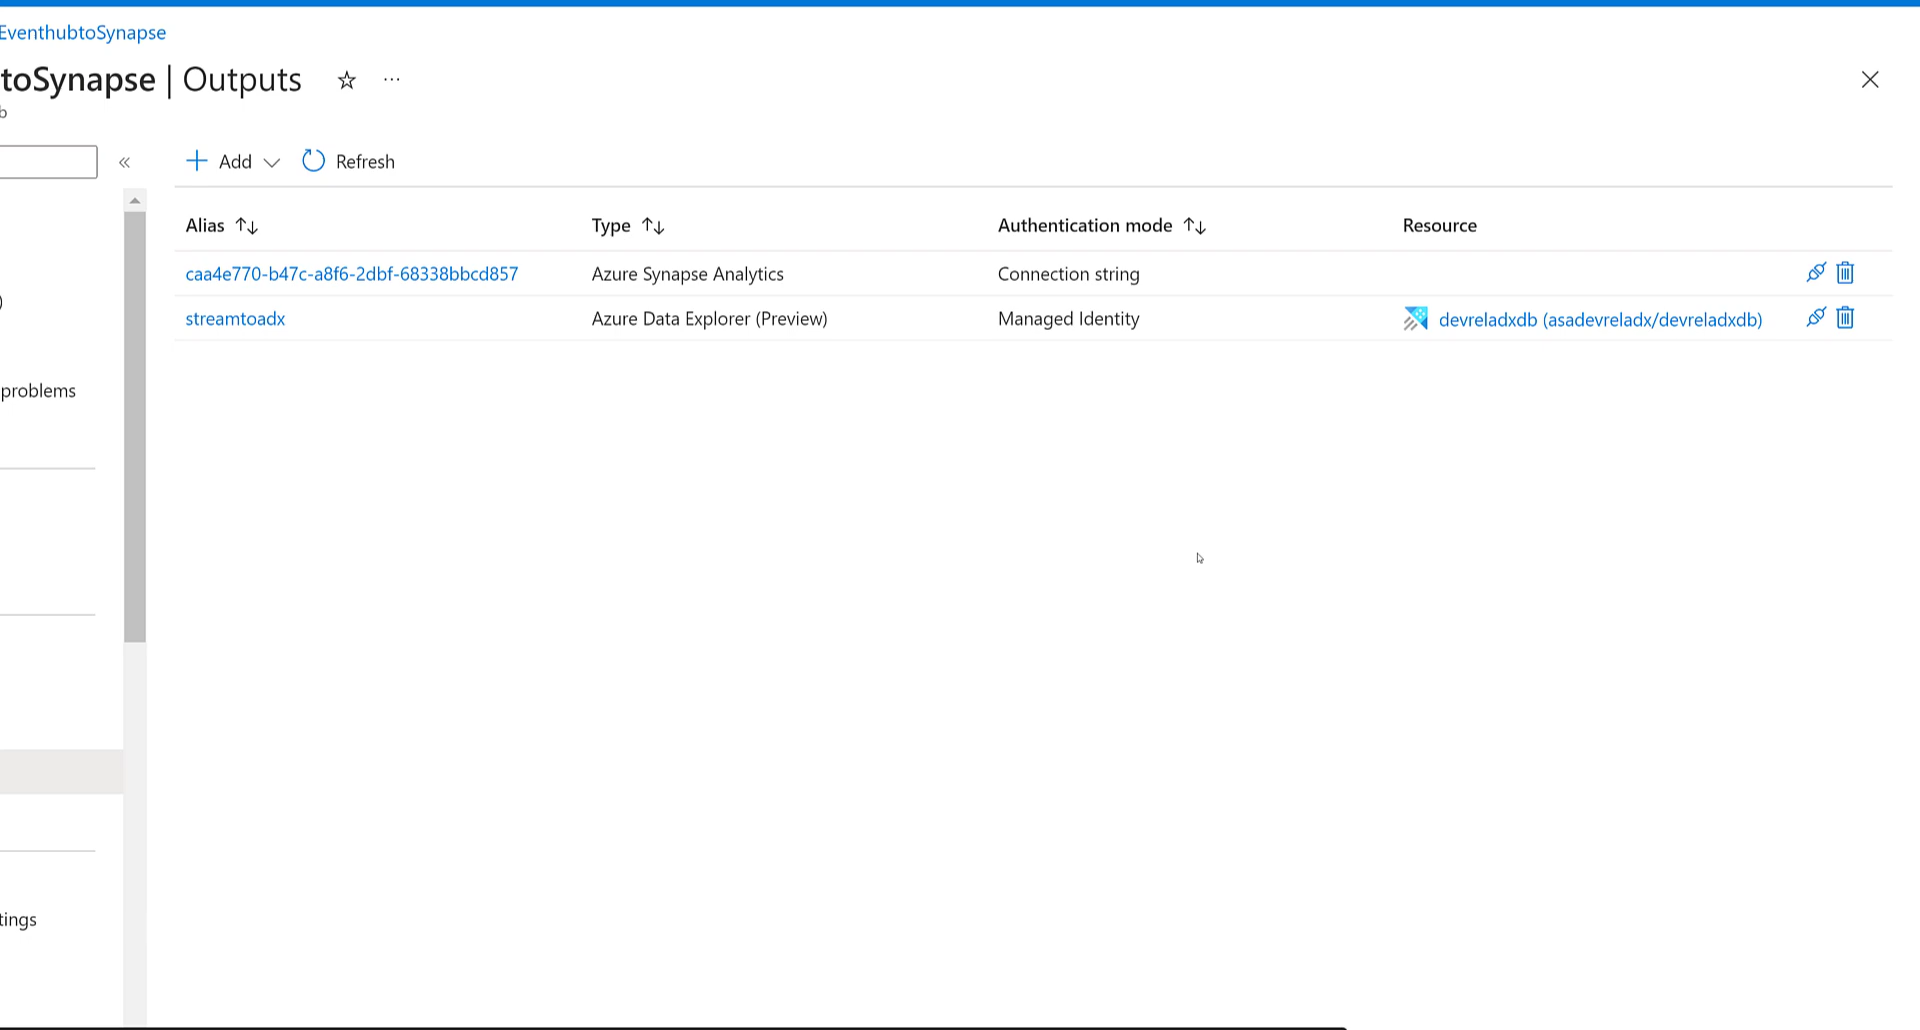 EventhubtoSynapse
toSynapse | Outputs
b
Add
Refresh
Alias
Type
Authentication mode
Resource
caa4e770-b47c-a8f6-2dbf-68338bbcd857
Azure Synapse Analytics
Connection string
streamtoadx
Azure Data Explorer (Preview)
Managed Identity
devreladxdb (asadevreladx/devreladxdb)
)
problems
tings